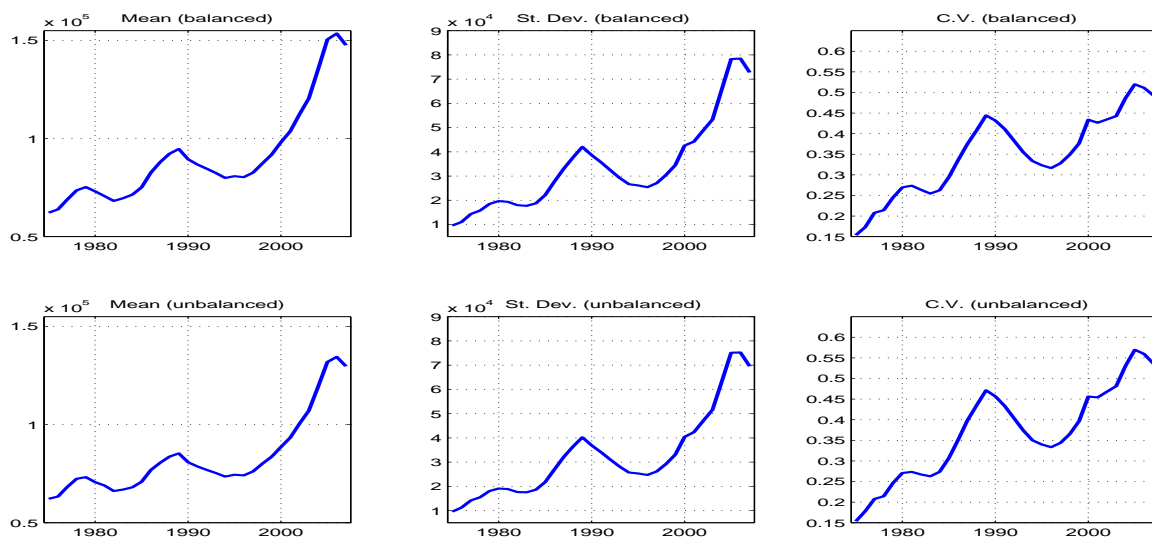 Mean (balanced)
x 10^5
1.5
1
0.5
1980 1990 2000
St. Dev. (balanced)
x 10^4
9
8
7
6
5
4
3
2
1
1980 1990 2000
C.V. (balanced)
0.6
0.55
0.5
0.45
0.4
0.35
0.3
0.25
0.2
0.15
1980 1990 2000
Mean (unbalanced)
x 10^5
1.5
1
0.5
1980 1990 2000
St. Dev. (unbalanced)
x 10^4
9
8
7
6
5
4
3
2
1
1980 1990 2000
C.V. (unbalanced)
0.6
0.55
0.5
0.45
0.4
0.35
0.3
0.25
0.2
0.15
1980 1990 2000